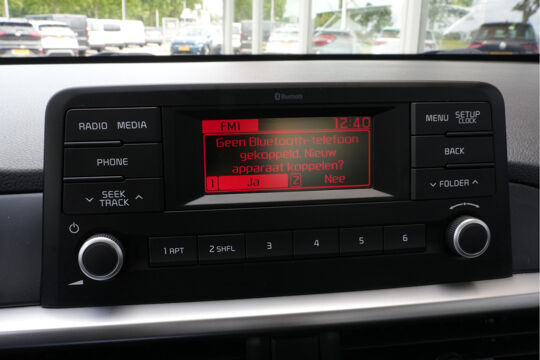 Bluetooth
RADIO MEDIA
PHONE
SEEK
TRACK
FM1 12:40
Geen Bluetooth-telefoon
gekoppeld. Nieuw
apparaat koppelen?
1 Ja 2 Nee
MENU SETUP
CLOCK
BACK
FOLDER
1 RPT 2 SHFL 3 4 5 6